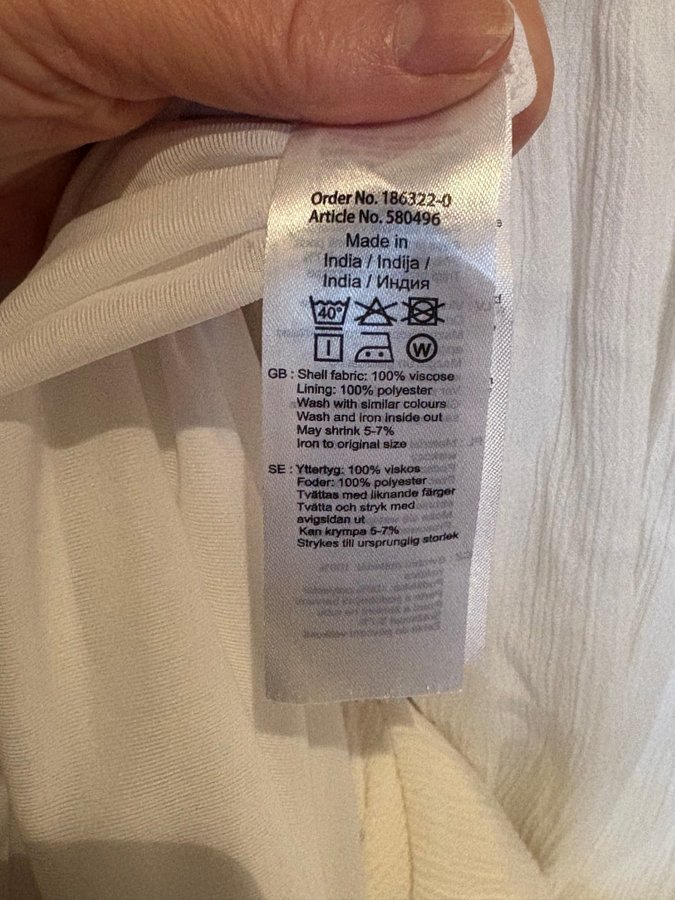 Order No. 186322-0
Article No. 580496
Made in
India / Indija /
India / Индия
40°
W
GB : Shell fabric: 100% viscose
Lining: 100% polyester
Wash with similar colours
Wash and iron inside out
May shrink 5-7%
Iron to original size
SE : Yttertyg: 100% viskos
Foder: 100% polyester
Tvättas med liknande färger
Tvätta och stryk med
avigsidan ut
Kan krympa 5-7%
Strykes till ursprunglig storlek